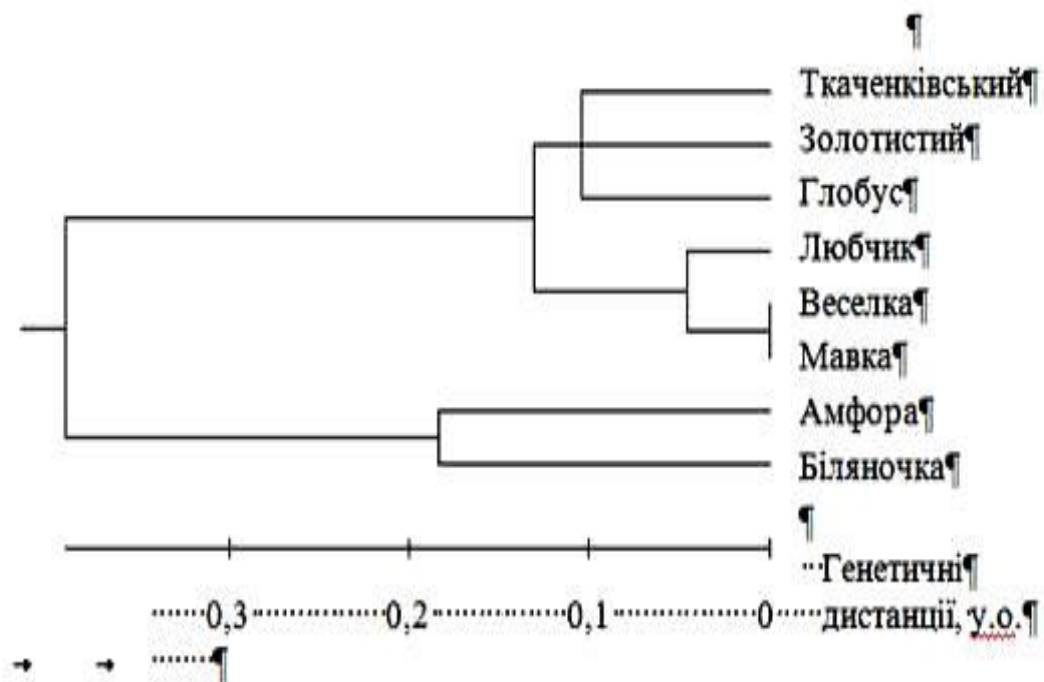 Ткаченківський¶
Золотистий¶
Глобус¶
Любчик¶
Веселка¶
Мавка¶
Амфора¶
Біляночка¶
¶
Генетичні¶
0,3 0,2 0,1 0 дистанції, у.о.¶